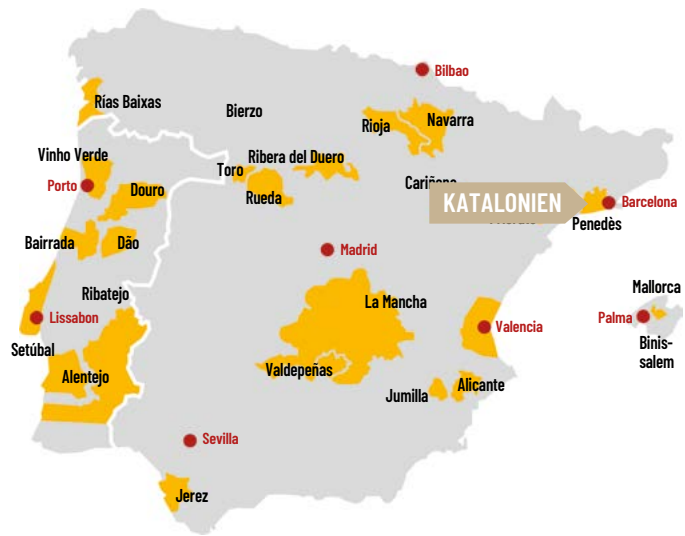 Bilbao
Rías Baixas
Bierzo
Rioja
Navarra
Vinho Verde
Ribera del Duero
Toro
Porto
Douro
Rueda
Cariñena
KATALONIEN
Barcelona
Penedès
Bairrada
Dão
Madrid
Ribatejo
La Mancha
Mallorca
Lissabon
Valencia
Palma
Setúbal
Binis-
salem
Valdepeñas
Alentejo
Jumilla
Alicante
Sevilla
Jerez